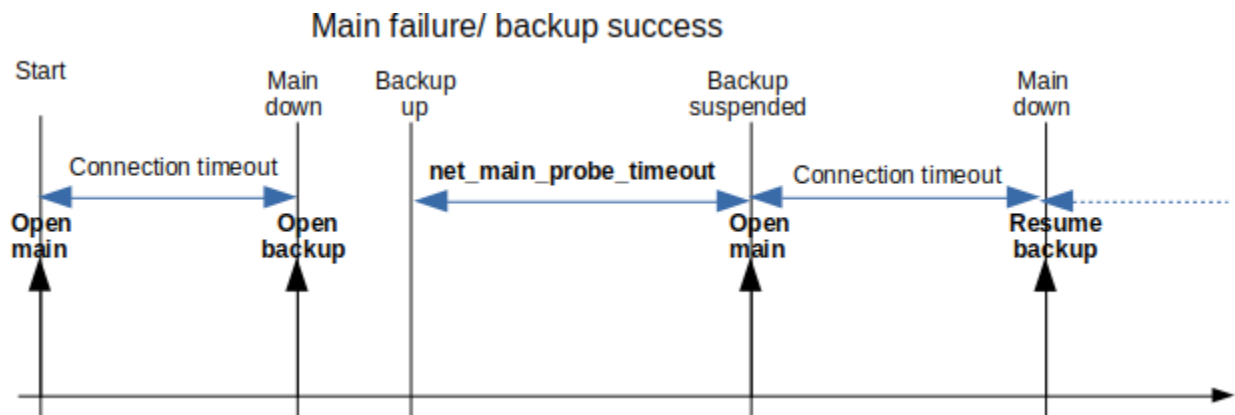 Main failure/ backup success
Start
Main
down
Backup
up
Backup
suspended
Main
down
Connection timeout
net_main_probe_timeout
Connection timeout
Open
main
Open
backup
Open
main
Resume
backup